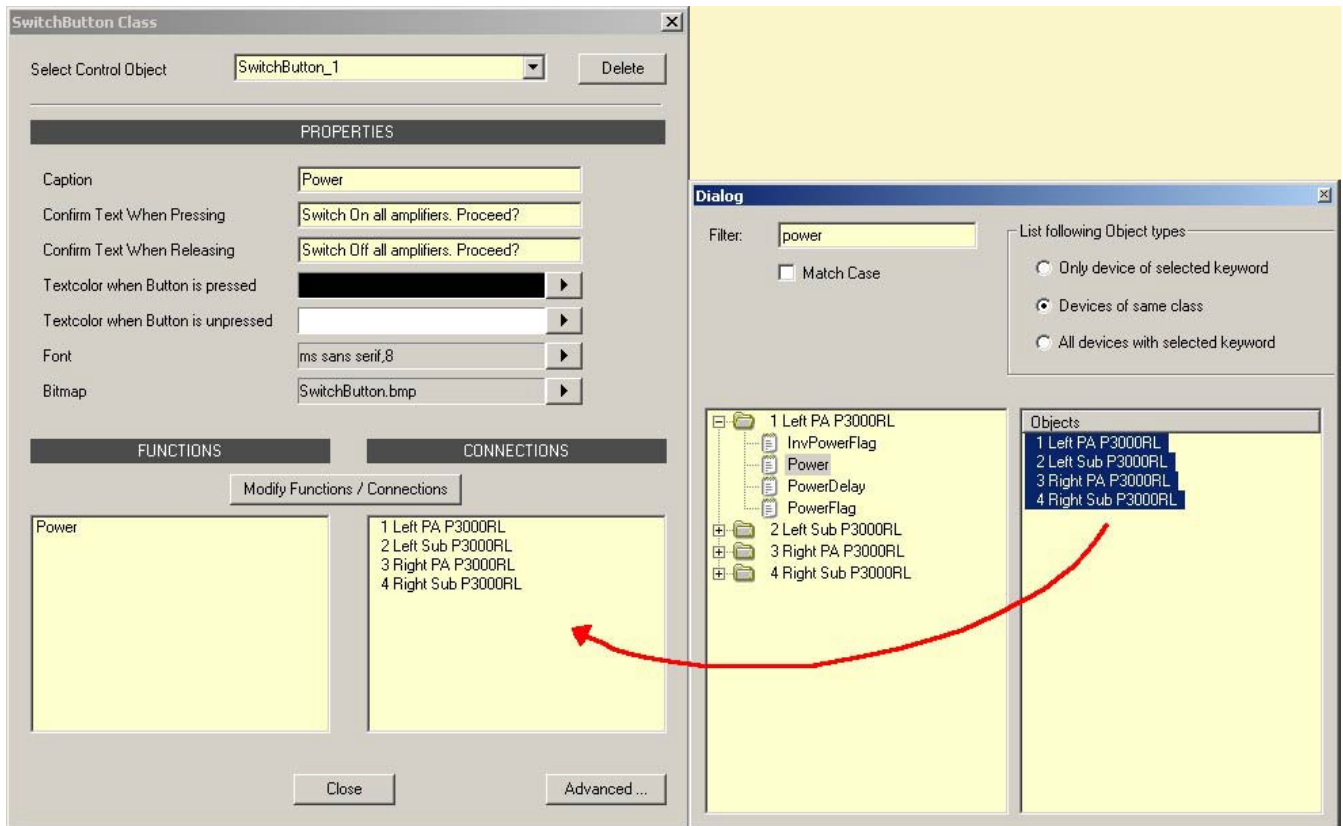 SwitchButton Class
Select Control Object SwitchButton_1 Delete
PROPERTIES
Caption Power
Confirm Text When Pressing Switch On all amplifiers. Proceed?
Confirm Text When Releasing Switch Off all amplifiers. Proceed?
Textcolor when Button is pressed
Textcolor when Button is unpressed
Font ms sans serif,8
Bitmap SwitchButton.bmp
FUNCTIONS CONNECTIONS
Modify Functions / Connections
Power
1 Left PA P3000RL
2 Left Sub P3000RL
3 Right PA P3000RL
4 Right Sub P3000RL
Close Advanced ...
Dialog
Filter: power
Match Case
List following Object types
Only device of selected keyword
Devices of same class
All devices with selected keyword
1 Left PA P3000RL
InvPowerFlag
Power
PowerDelay
PowerFlag
2 Left Sub P3000RL
3 Right PA P3000RL
4 Right Sub P3000RL
Objects
1 Left PA P3000RL
2 Left Sub P3000RL
3 Right PA P3000RL
4 Right Sub P3000RL